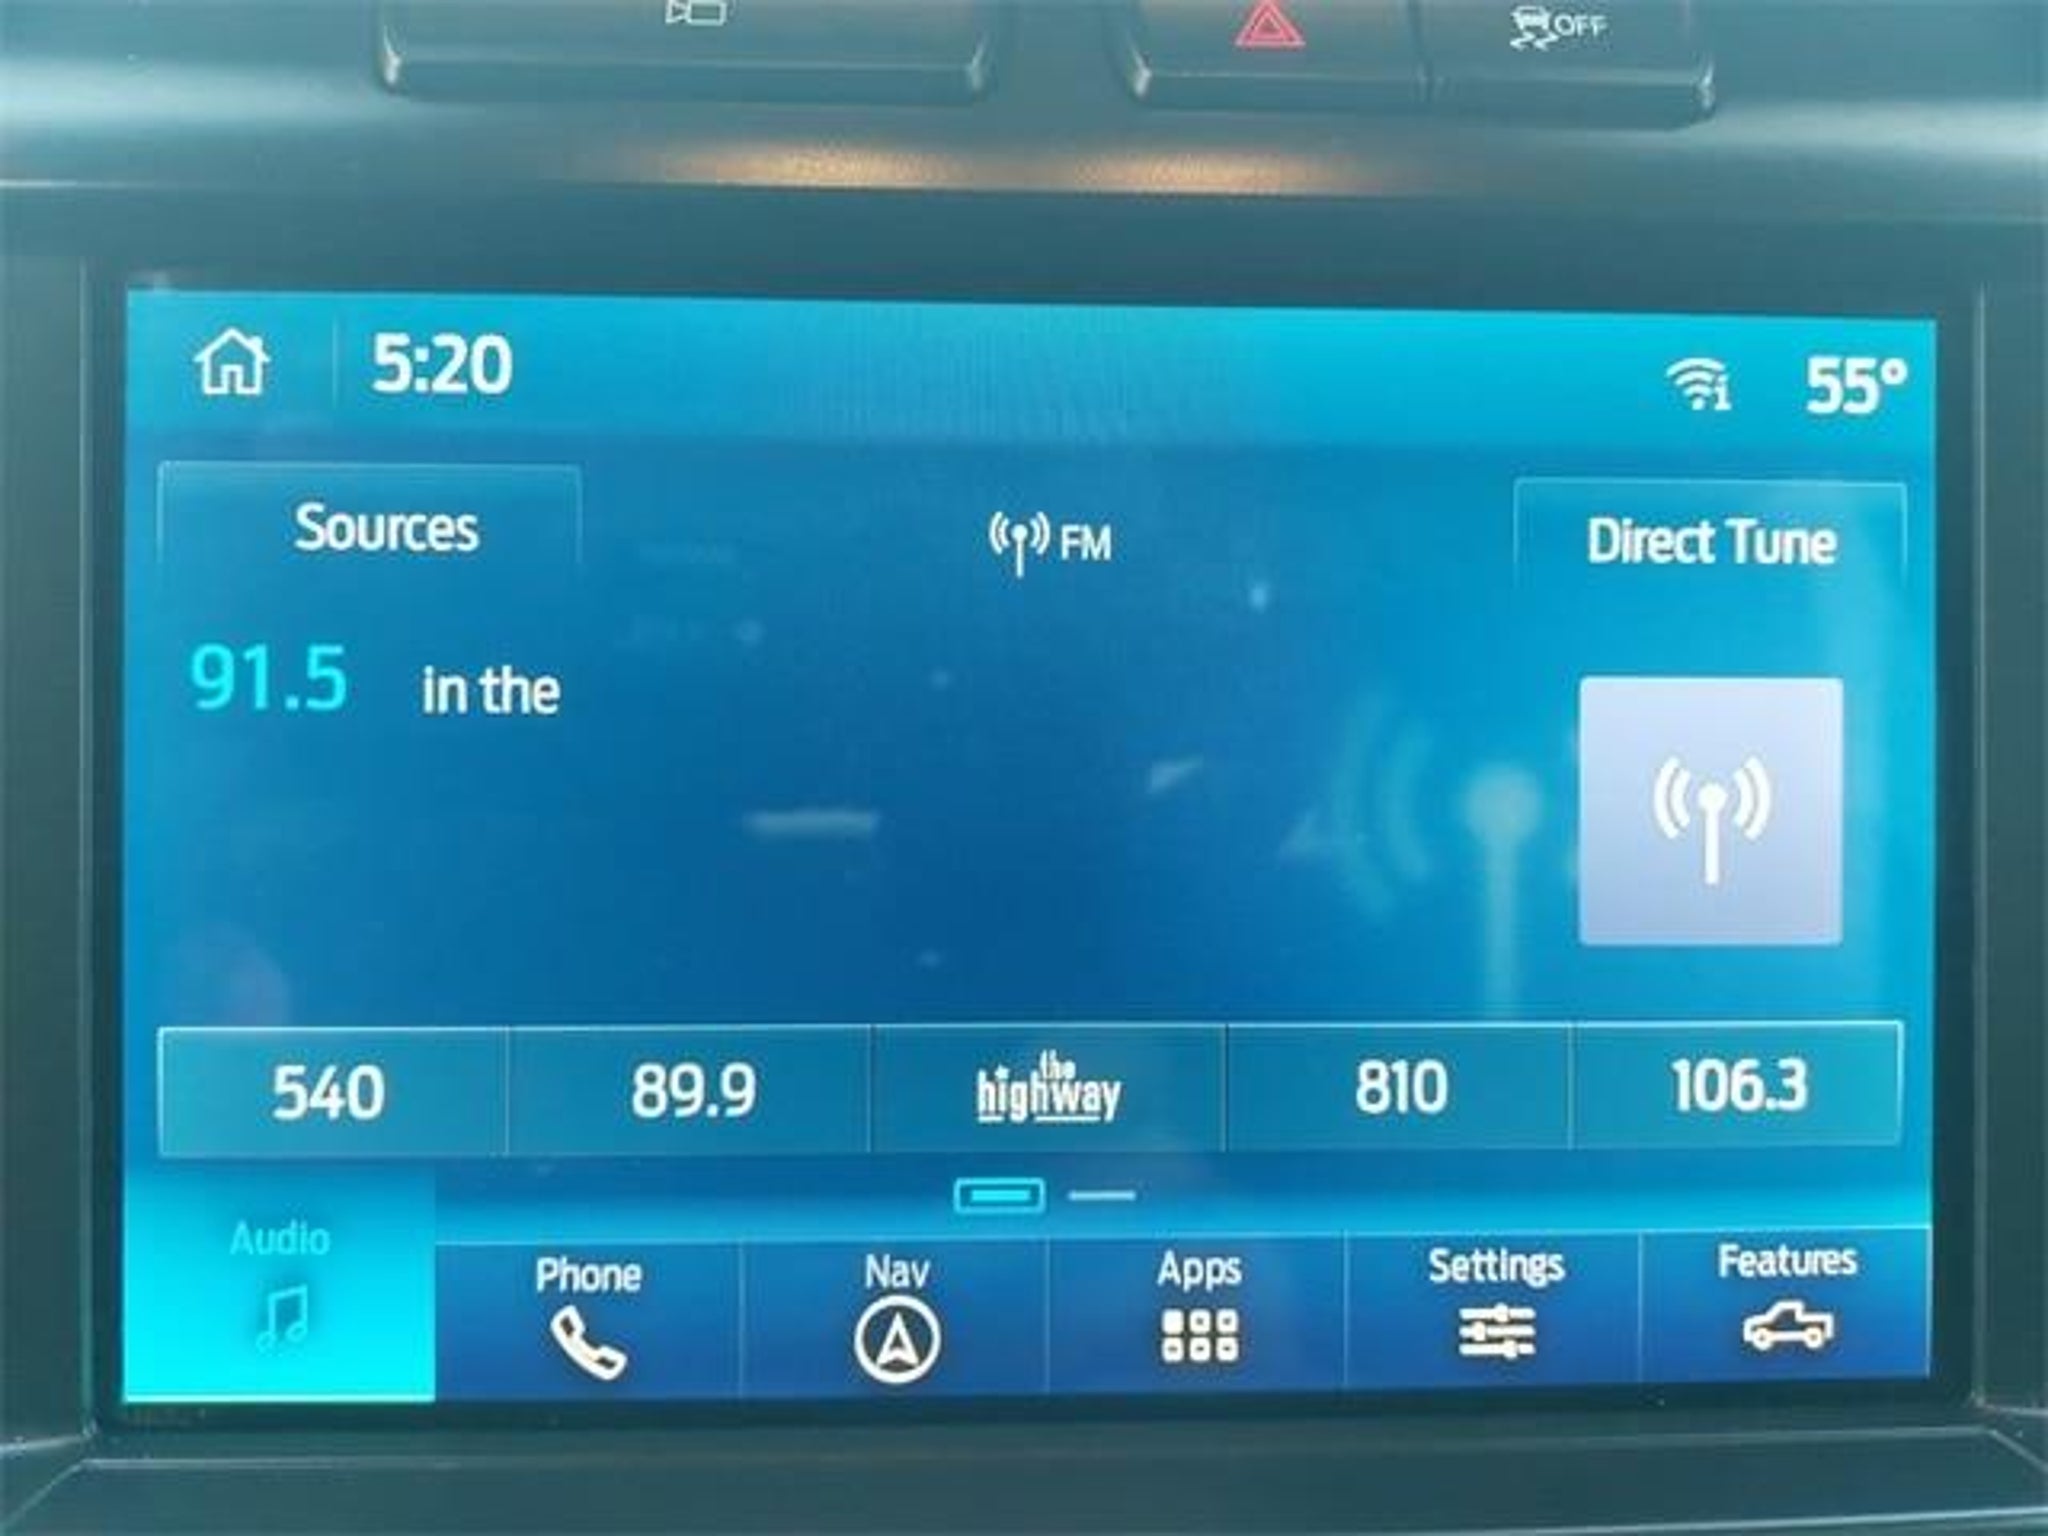 OFF
5:20
55°
Sources
FM
Direct Tune
91.5 in the
540
89.9
the
highway
810
106.3
Audio
Phone
Nav
Apps
Settings
Features